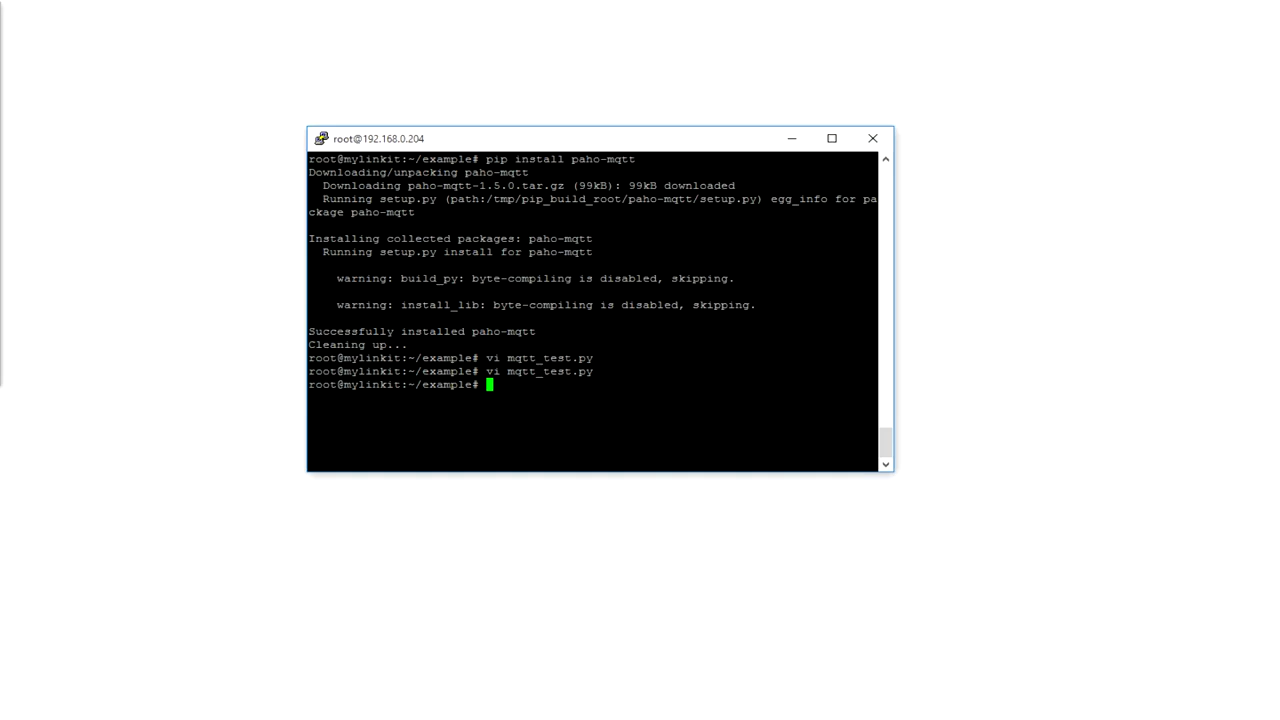 root@192.168.0.204
root@mylinkit:~/example# pip install paho-mqtt
Downloading/unpacking paho-mqtt
  Downloading paho-mqtt-1.5.0.tar.gz (99kB): 99kB downloaded
  Running setup.py (path:/tmp/pip_build_root/paho-mqtt/setup.py) egg_info for pa
ckage paho-mqtt
Installing collected packages: paho-mqtt
  Running setup.py install for paho-mqtt
    warning: build_py: byte-compiling is disabled, skipping.
    warning: install_lib: byte-compiling is disabled, skipping.
Successfully installed paho-mqtt
Cleaning up...
root@mylinkit:~/example# vi mqtt_test.py
root@mylinkit:~/example# vi mqtt_test.py
root@mylinkit:~/example#